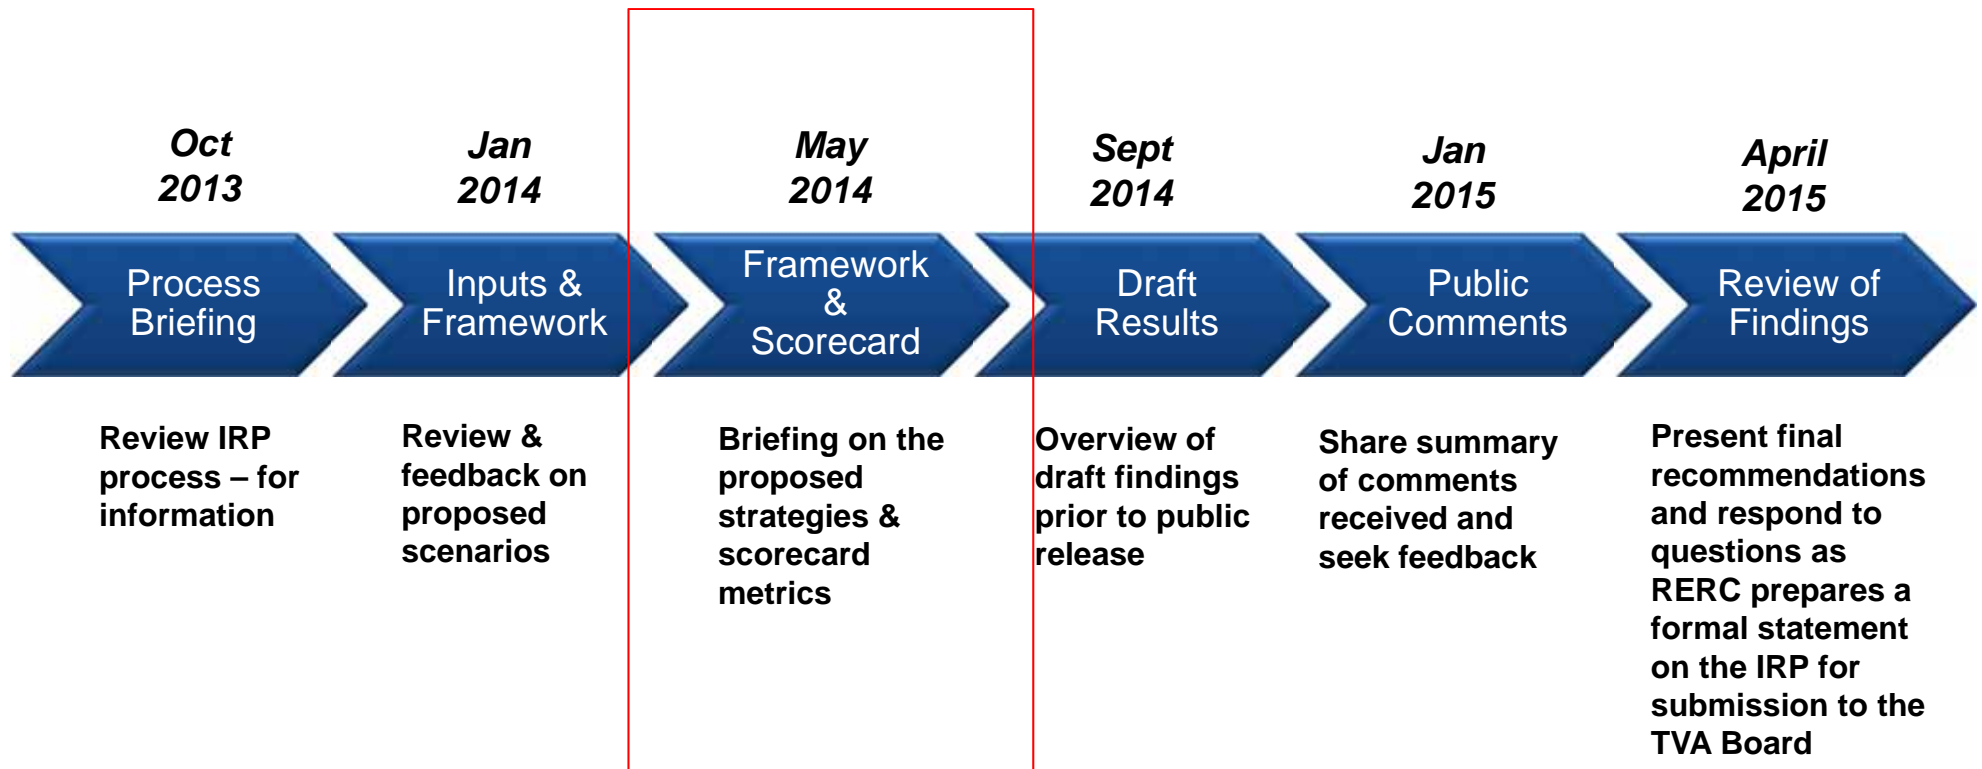 Oct
2013
Jan
2014
May
2014
Sept
2014
Jan
2015
April
2015
Process
Briefing
Inputs &
Framework
Framework
&
Scorecard
Draft
Results
Public
Comments
Review of
Findings
Review IRP
process – for
information
Review &
feedback on
proposed
scenarios
Briefing on the
proposed
strategies &
scorecard
metrics
Overview of
draft findings
prior to public
release
Share summary
of comments
received and
seek feedback
Present final
recommendations
and respond to
questions as
RERC prepares a
formal statement
on the IRP for
submission to the
TVA Board